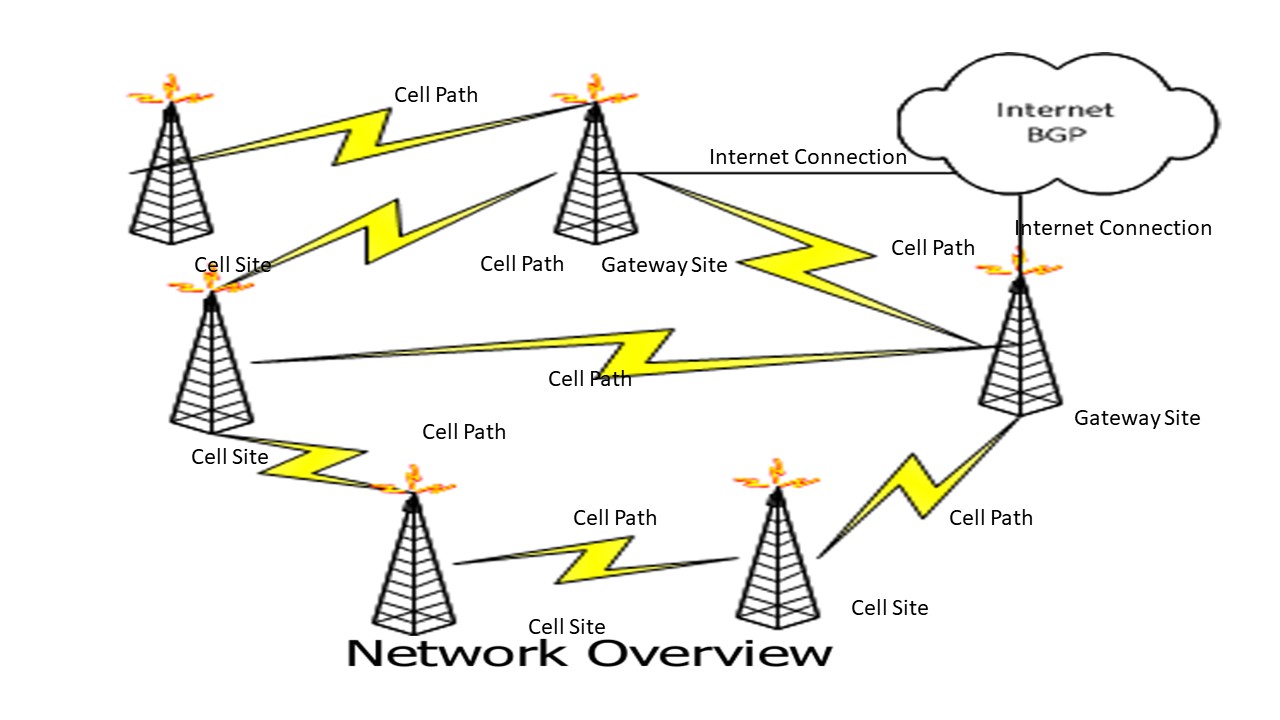 Cell Path
Internet
BGP
Internet Connection
Internet Connection
Cell Path
Cell Site
Cell Path
Gateway Site
Cell Path
Gateway Site
Cell Path
Cell Site
Cell Path
Cell Path
Cell Site
Cell Site
Network Overview